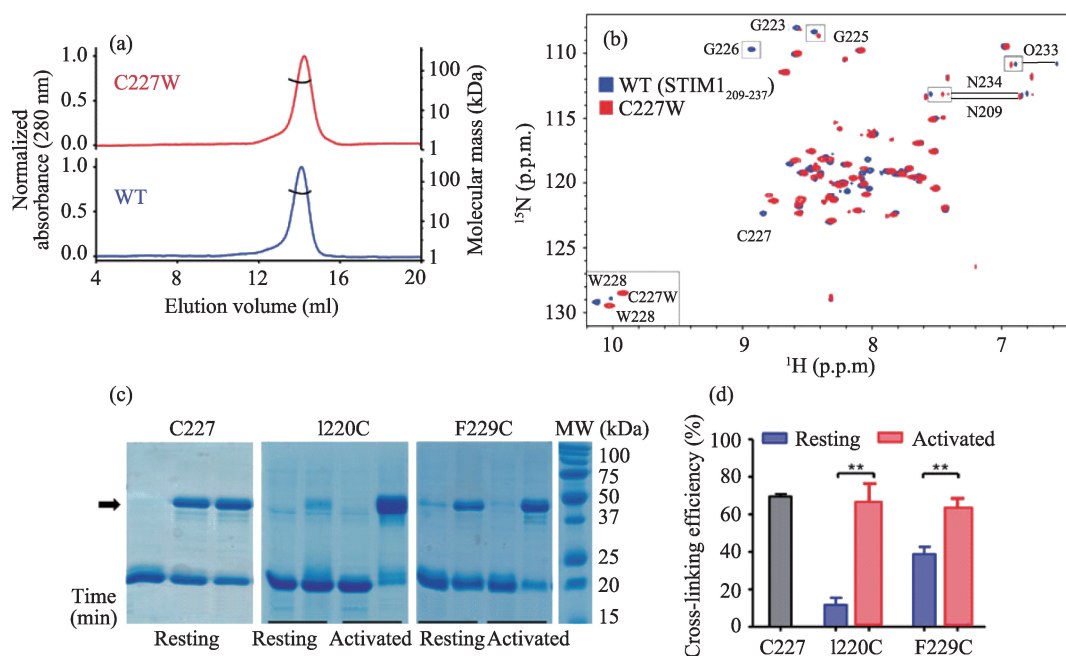 (a)
C227W
WT
Normalized absorbance (280 nm)
1.0
0.5
0.0
1.0
0.5
0.0
100
10
1
100
10
1
Molecular mass (kDa)
4 8 12 16 20
Elution volume (ml)
(b)
110
115
120
125
130
¹⁵N (p.p.m.)
G223
G226
G225
O233
N234
N209
WT (STIM1₂₀₉₋₂₃₇)
C227W
C227
W228
C227W
W228
10 9 8 7
¹H (p.p.m)
(c)
C227 I220C F229C MW (kDa)
100
75
50
37
25
20
15
Time (min)
Resting Resting Activated Resting Activated
(d)
Cross-linking efficiency (%)
100
80
60
40
20
0
Resting Activated
** **
C227 I220C F229C